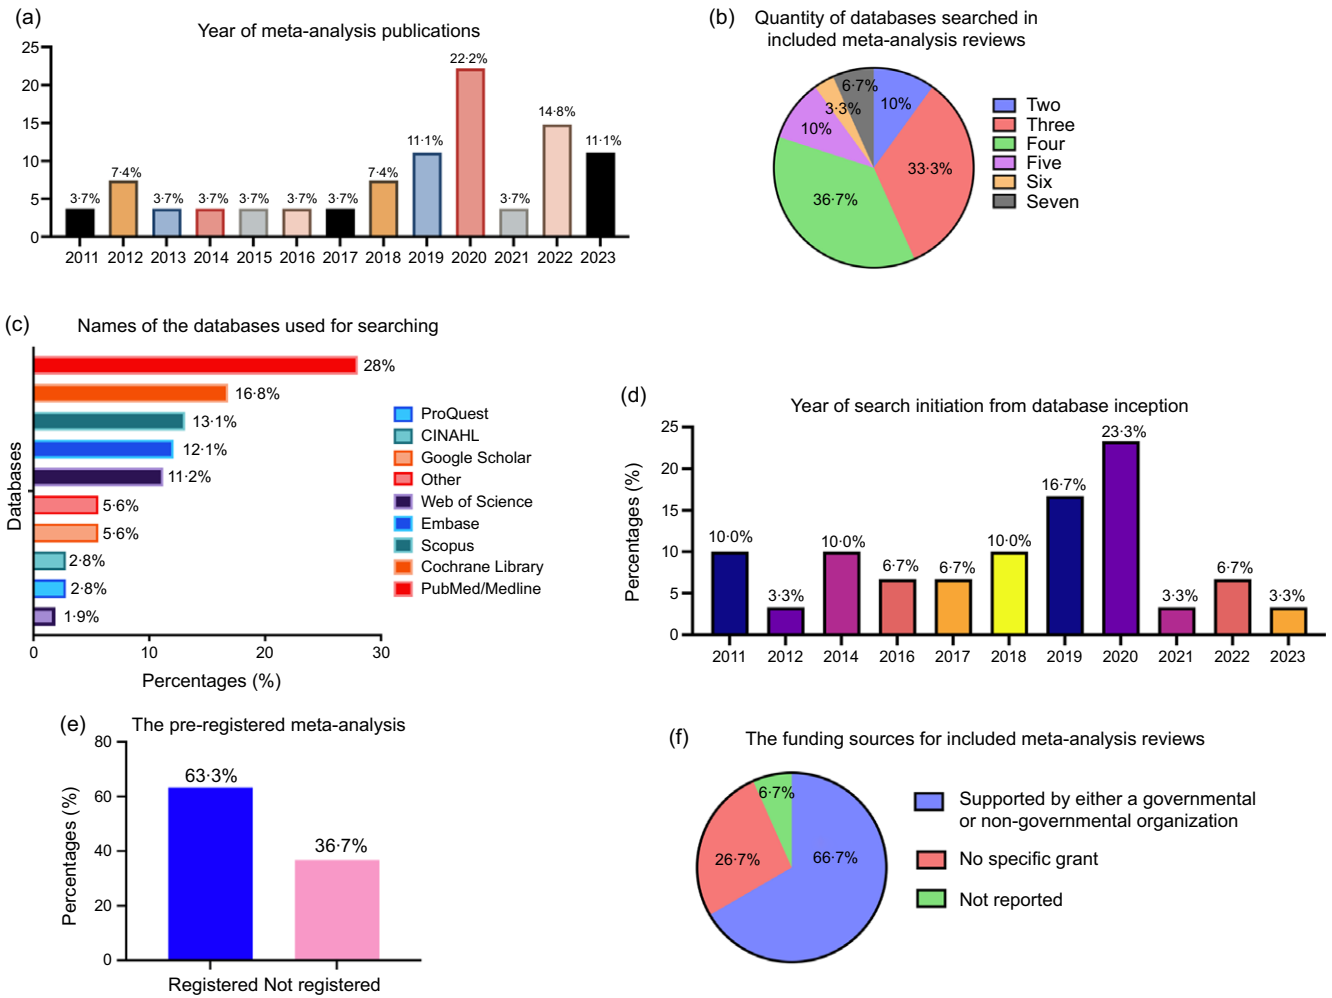 (a)
Year of meta-analysis publications
25
20
15
10
5
0
3·7%
7·4%
3·7%
3·7%
3·7%
3·7%
3·7%
7·4%
11·1%
22·2%
3·7%
14·8%
11·1%
2011 2012 2013 2014 2015 2016 2017 2018 2019 2020 2021 2022 2023
(b)
Quantity of databases searched in
included meta-analysis reviews
6·7%
10%
3·3%
10%
33·3%
36·7%
Two
Three
Four
Five
Six
Seven
(c)
Names of the databases used for searching
Databases
28%
16·8%
13·1%
12·1%
11·2%
5·6%
5·6%
2·8%
2·8%
1·9%
0 10 20 30
Percentages (%)
ProQuest
CINAHL
Google Scholar
Other
Web of Science
Embase
Scopus
Cochrane Library
PubMed/Medline
(d)
Year of search initiation from database inception
Percentages (%)
25
20
15
10
5
0
10·0%
3·3%
10·0%
6·7%
6·7%
10·0%
16·7%
23·3%
3·3%
6·7%
3·3%
2011 2012 2014 2016 2017 2018 2019 2020 2021 2022 2023
(e)
The pre-registered meta-analysis
Percentages (%)
80
60
40
20
0
63·3%
36·7%
Registered Not registered
(f)
The funding sources for included meta-analysis reviews
6·7%
26·7%
66·7%
Supported by either a governmental
or non-governmental organization
No specific grant
Not reported